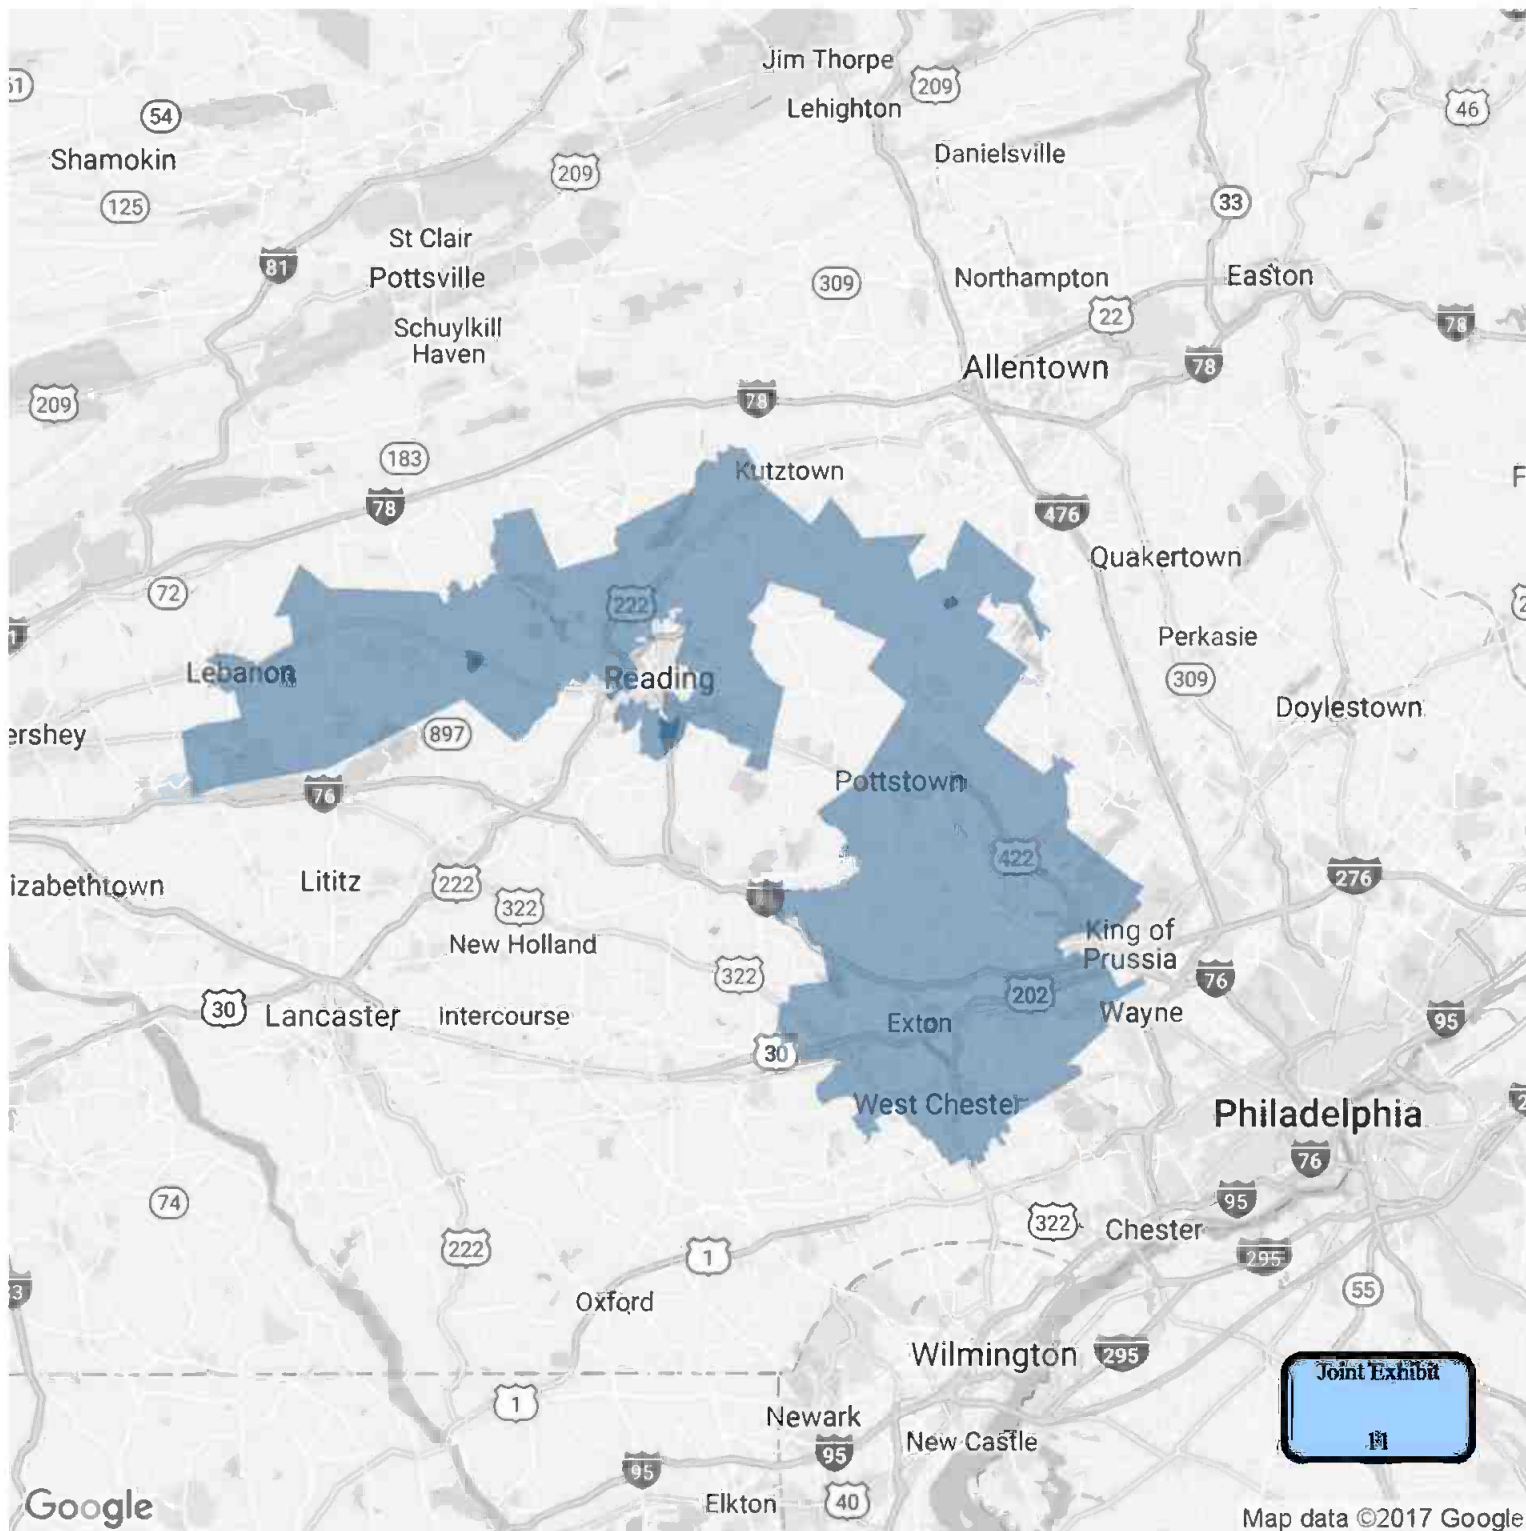 Jim Thorpe
209
Lehighton
46
54
Danielsville
Shamokin
209
125
33
St Clair
81
Pottsville
309
Northampton
Easton
22
78
Schuylkill
Haven
Allentown
78
209
78
183
Kutztown
78
476
Quakertown
72
222
Perkasie
Lebanon
Reading
309
Doylestown
ershey
897
Pottstown
76
422
izabethtown
Lititz
222
276
322
King of
Prussia
New Holland
322
76
202
30
Lancaster
Intercourse
Exton
Wayne
95
30
West Chester
Philadelphia
76
74
95
322
Chester
222
1
295
55
Oxford
Wilmington
295
Joint Exhibit
1
Newark
95
New Castle
95
Google
Elkton
40
Map data ©2017 Google